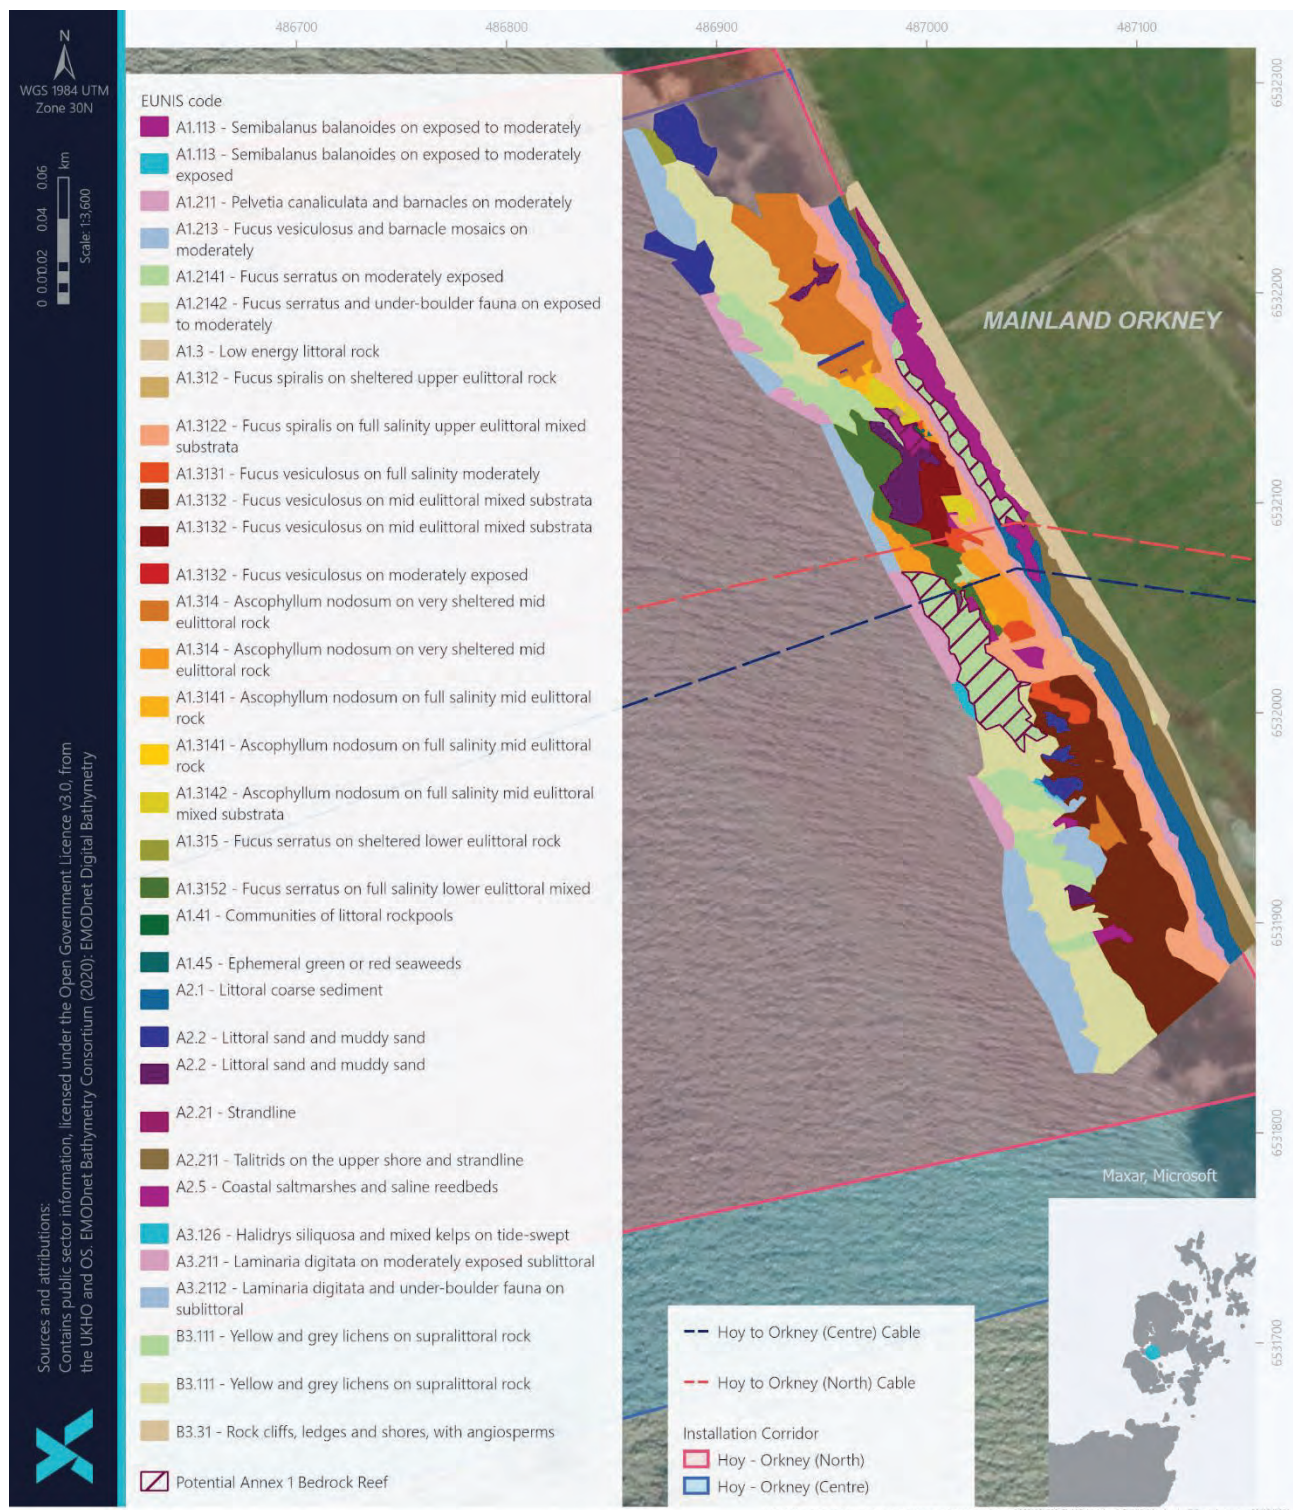 486700
486800
486900
487000
487100
N
WGS 1984 UTM
Zone 30N
km
0.06
0.04
0.02
0.01
0
Scale: 1:3,600
EUNIS code
A1.113 - Semibalanus balanoides on exposed to moderately
A1.113 - Semibalanus balanoides on exposed to moderately
exposed
A1.211 - Pelvetia canaliculata and barnacles on moderately
A1.213 - Fucus vesiculosus and barnacle mosaics on
moderately
A1.2141 - Fucus serratus on moderately exposed
A1.2142 - Fucus serratus and under-boulder fauna on exposed
to moderately
A1.3 - Low energy littoral rock
A1.312 - Fucus spiralis on sheltered upper eulittoral rock
A1.3122 - Fucus spiralis on full salinity upper eulittoral mixed
substrata
A1.3131 - Fucus vesiculosus on full salinity moderately
A1.3132 - Fucus vesiculosus on mid eulittoral mixed substrata
A1.3132 - Fucus vesiculosus on mid eulittoral mixed substrata
A1.3132 - Fucus vesiculosus on moderately exposed
A1.314 - Ascophyllum nodosum on very sheltered mid
eulittoral rock
A1.314 - Ascophyllum nodosum on very sheltered mid
eulittoral rock
A1.3141 - Ascophyllum nodosum on full salinity mid eulittoral
rock
A1.3141 - Ascophyllum nodosum on full salinity mid eulittoral
rock
A1.3142 - Ascophyllum nodosum on full salinity mid eulittoral
mixed substrata
A1.315 - Fucus serratus on sheltered lower eulittoral rock
A1.3152 - Fucus serratus on full salinity lower eulittoral mixed
A1.41 - Communities of littoral rockpools
A1.45 - Ephemeral green or red seaweeds
A2.1 - Littoral coarse sediment
A2.2 - Littoral sand and muddy sand
A2.2 - Littoral sand and muddy sand
A2.21 - Strandline
A2.211 - Talitrids on the upper shore and strandline
A2.5 - Coastal saltmarshes and saline reedbeds
A3.126 - Halidrys siliquosa and mixed kelps on tide-swept
A3.211 - Laminaria digitata on moderately exposed sublittoral
A3.2112 - Laminaria digitata and under-boulder fauna on
sublittoral
B3.111 - Yellow and grey lichens on supralittoral rock
B3.111 - Yellow and grey lichens on supralittoral rock
B3.31 - Rock cliffs, ledges and shores, with angiosperms
Potential Annex 1 Bedrock Reef
MAINLAND ORKNEY
6532300
6532200
6532100
6532000
6531900
6531800
6531700
Maxar, Microsoft
Hoy to Orkney (Centre) Cable
Hoy to Orkney (North) Cable
Installation Corridor
Hoy - Orkney (North)
Hoy - Orkney (Centre)
Sources and attributions:
Contains public sector information, licensed under the Open Government Licence v3.0, from
the UKHO and OS. EMODnet Bathymetry Consortium (2020): EMODnet Digital Bathymetry